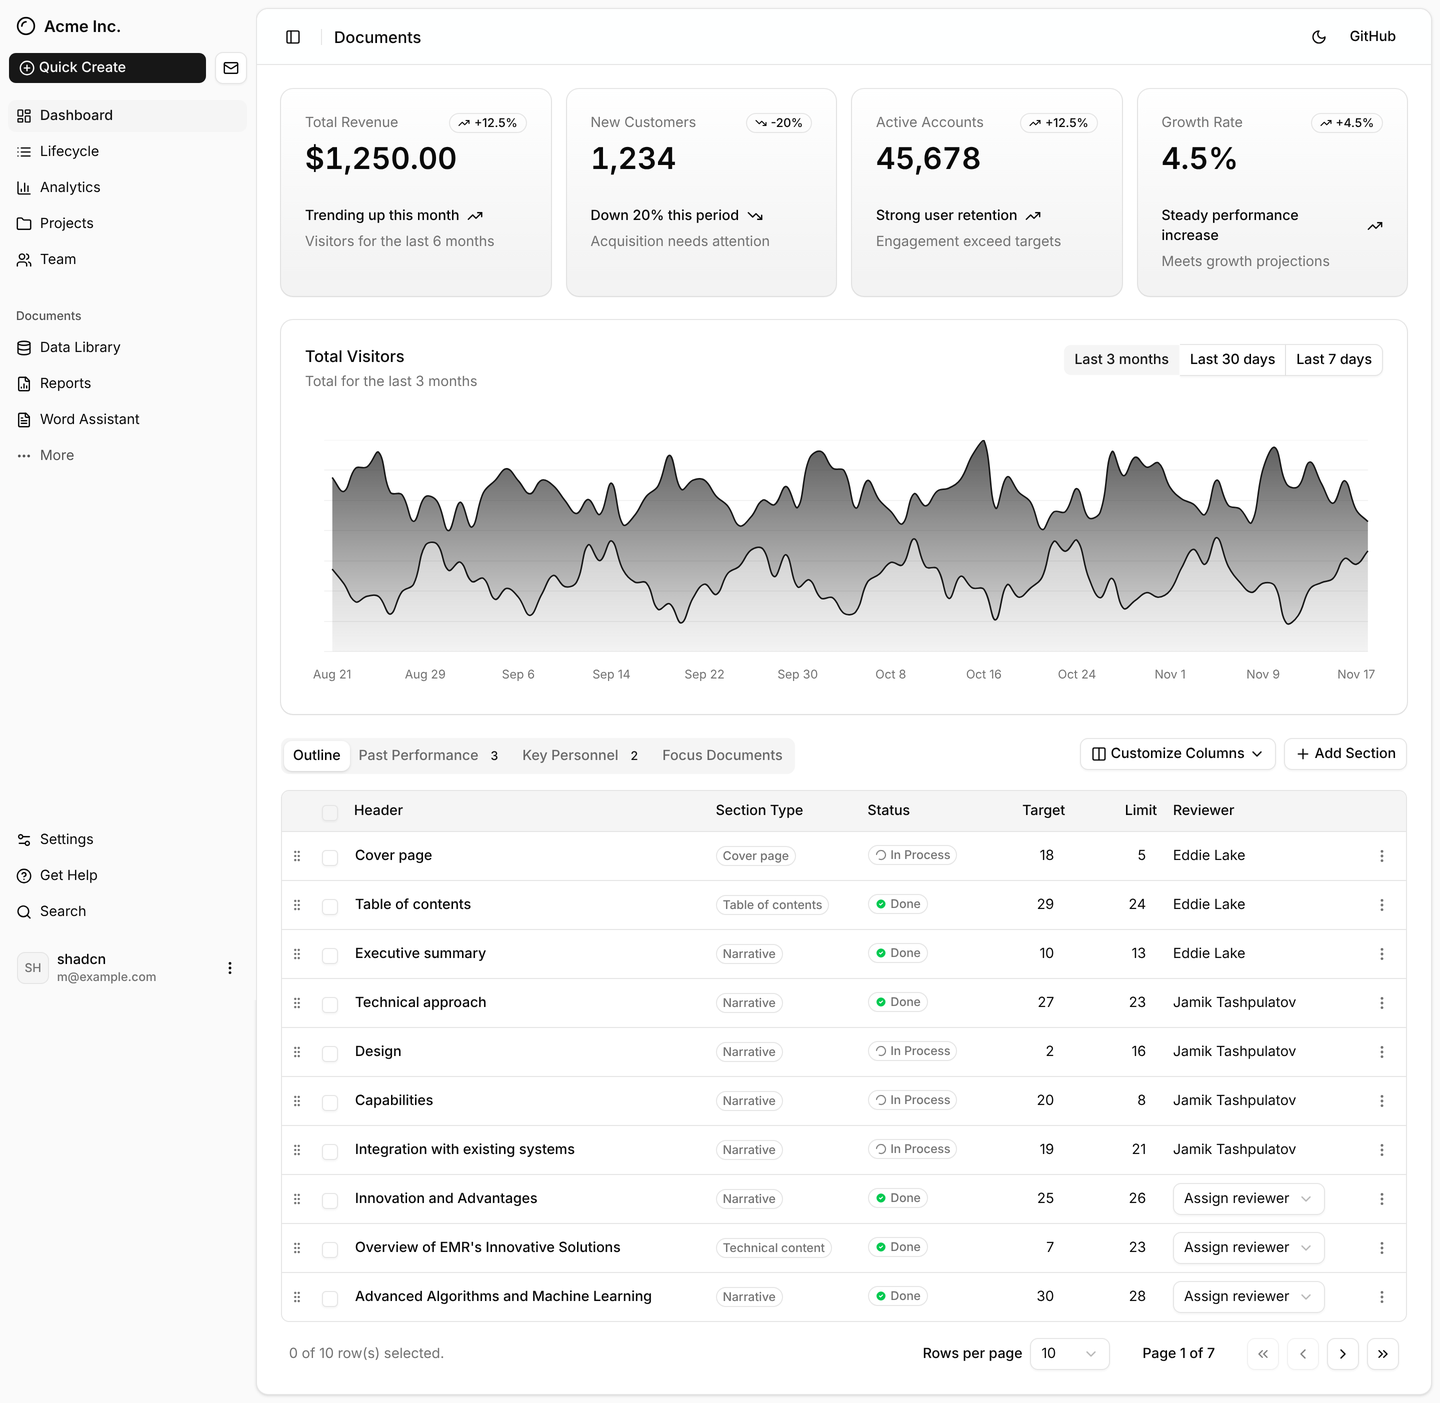 Acme Inc.
Quick Create
Dashboard
Lifecycle
Analytics
Projects
Team
Documents
Data Library
Reports
Word Assistant
More
Settings
Get Help
Search
SH
shadcn
m@example.com
Documents
GitHub
Total Revenue
+12.5%
$1,250.00
Trending up this month
Visitors for the last 6 months
New Customers
-20%
1,234
Down 20% this period
Acquisition needs attention
Active Accounts
+12.5%
45,678
Strong user retention
Engagement exceed targets
Growth Rate
+4.5%
4.5%
Steady performance
increase
Meets growth projections
Total Visitors
Total for the last 3 months
Last 3 months Last 30 days Last 7 days
Aug 21 Aug 29 Sep 6 Sep 14 Sep 22 Sep 30 Oct 8 Oct 16 Oct 24 Nov 1 Nov 9 Nov 17
Outline Past Performance 3 Key Personnel 2 Focus Documents
Customize Columns Add Section
Header Section Type Status Target Limit Reviewer
Cover page Cover page In Process 18 5 Eddie Lake
Table of contents Table of contents Done 29 24 Eddie Lake
Executive summary Narrative Done 10 13 Eddie Lake
Technical approach Narrative Done 27 23 Jamik Tashpulatov
Design Narrative In Process 2 16 Jamik Tashpulatov
Capabilities Narrative In Process 20 8 Jamik Tashpulatov
Integration with existing systems Narrative In Process 19 21 Jamik Tashpulatov
Innovation and Advantages Narrative Done 25 26 Assign reviewer
Overview of EMR's Innovative Solutions Technical content Done 7 23 Assign reviewer
Advanced Algorithms and Machine Learning Narrative Done 30 28 Assign reviewer
0 of 10 row(s) selected.
Rows per page 10 Page 1 of 7